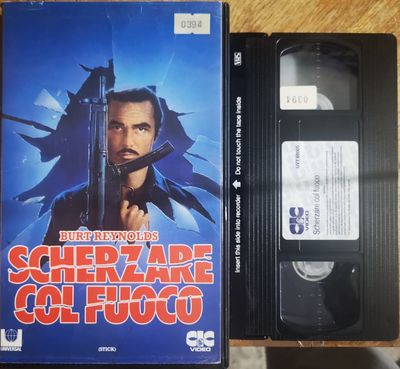 0394
BURT REYNOLDS
SCHERZARE
COL FUOCO
(STICK)
UNIVERSAL
CIC
VIDEO
VHS
Insert this side into recorder
Do not touch the tape inside
0394
CIC
VIDEO
Scherzare col fuoco